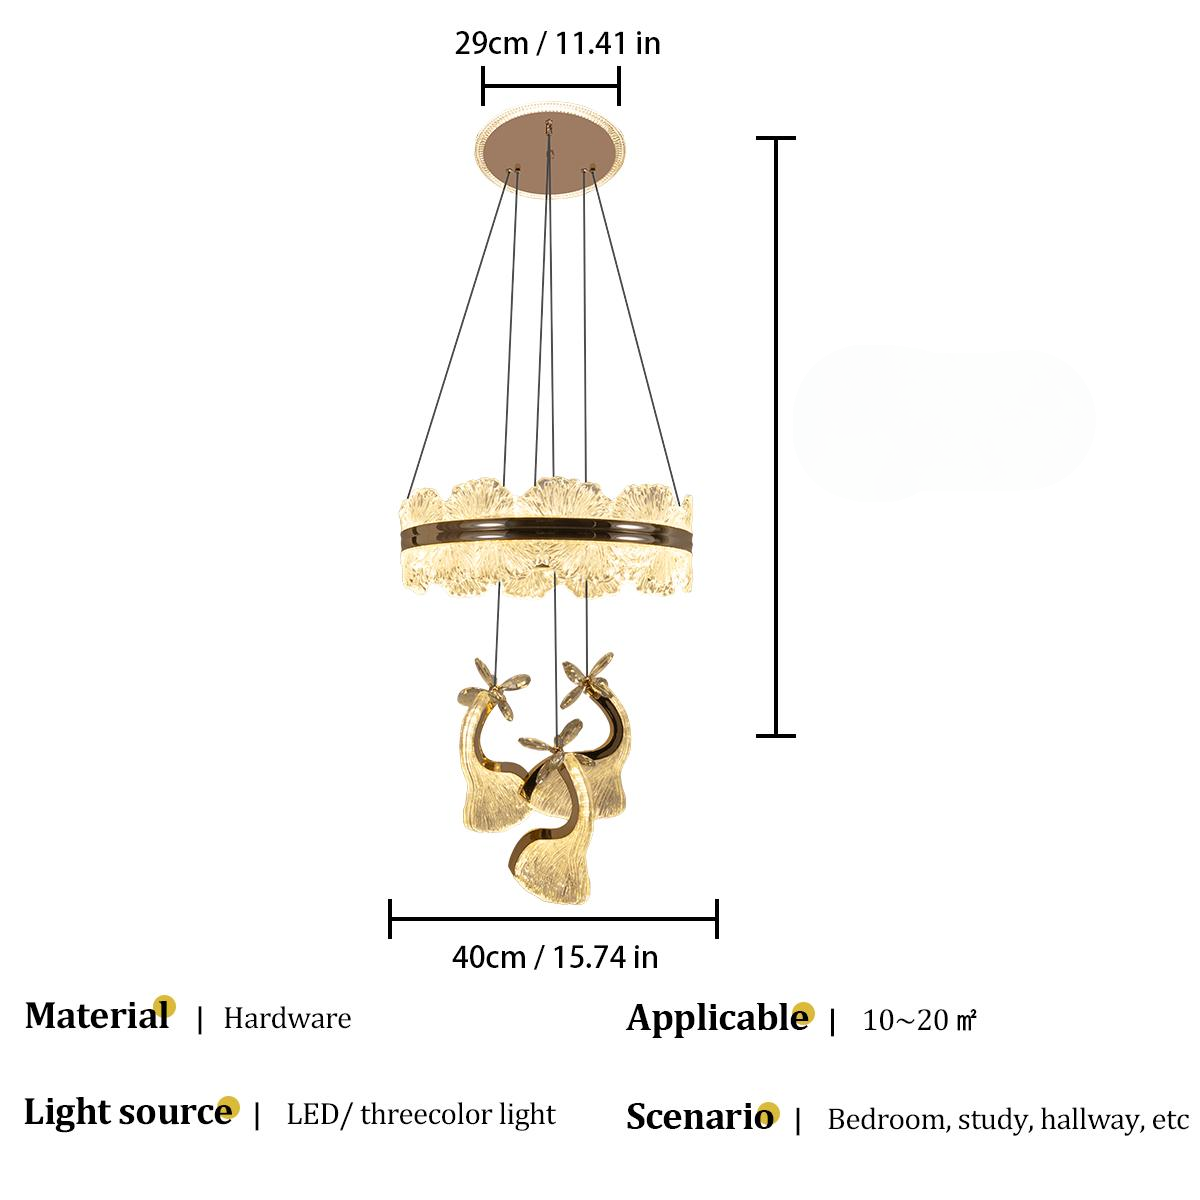 29cm / 11.41 in
40cm / 15.74 in
Material | Hardware
Applicable | 10~20 ㎡
Light source | LED/ threecolor light
Scenario | Bedroom, study, hallway, etc